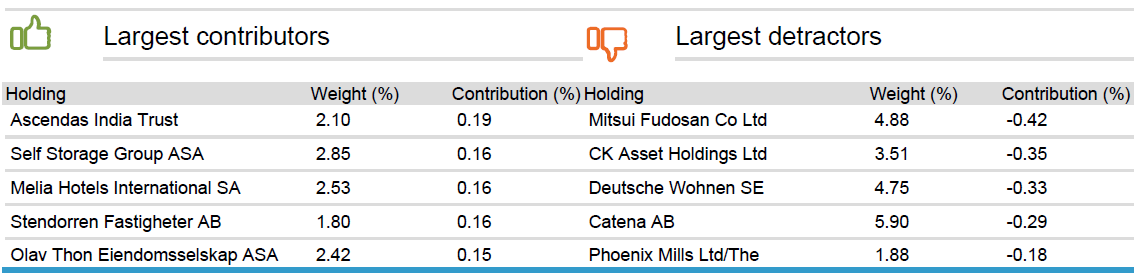 Largest contributors Largest detractors
Holding Weight (%) Contribution (%) Holding Weight (%) Contribution (%)
Ascendas India Trust 2.10 0.19 Mitsui Fudosan Co Ltd 4.88 -0.42
Self Storage Group ASA 2.85 0.16 CK Asset Holdings Ltd 3.51 -0.35
Melia Hotels International SA 2.53 0.16 Deutsche Wohnen SE 4.75 -0.33
Stendorren Fastigheter AB 1.80 0.16 Catena AB 5.90 -0.29
Olav Thon Eiendomsselskap ASA 2.42 0.15 Phoenix Mills Ltd/The 1.88 -0.18